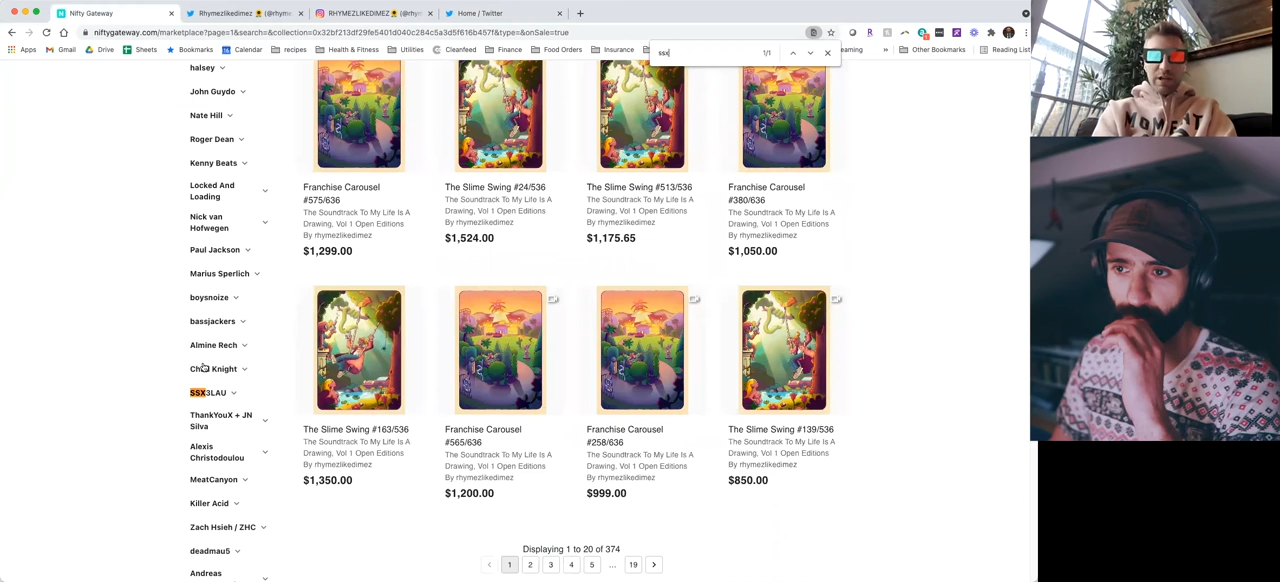 Nifty Gateway
Rhymezlikedimez 🌻 (@rhyme
RHYMEZLIKEDIMEZ🌻 (@rhy
Home / Twitter
niftygateway.com/marketplace?page=1&search=&collection=0x32bf213df29fe5401d040c284c5a3d5f616b457f&type=&onSale=true
Apps
Gmail
Drive
Sheets
Bookmarks
Calendar
recipes
Health & Fitness
Utilities
Cleanfeed
Finance
Food Orders
Insurance
eaming
»
Other Bookmarks
Reading List
ssx
1/1
halsey
John Guydo
Nate Hill
Roger Dean
Kenny Beats
Locked And
Loading
Nick van
Hofwegen
Paul Jackson
Marius Sperlich
boysnoize
bassjackers
Almine Rech
Knight
SSX3LAU
ThankYouX + JN
Silva
Alexis
Christodoulou
MeatCanyon
Killer Acid
Zach Hsieh / ZHC
deadmau5
Andreas
Franchise Carousel
#575/636
The Soundtrack To My Life Is A
Drawing, Vol 1 Open Editions
By rhymezlikedimez
$1,299.00
The Slime Swing #24/536
The Soundtrack To My Life Is A
Drawing, Vol 1 Open Editions
By rhymezlikedimez
$1,524.00
The Slime Swing #513/536
The Soundtrack To My Life Is A
Drawing, Vol 1 Open Editions
By rhymezlikedimez
$1,175.65
Franchise Carousel
#380/636
The Soundtrack To My Life Is A
Drawing, Vol 1 Open Editions
By rhymezlikedimez
$1,050.00
The Slime Swing #163/536
The Soundtrack To My Life Is A
Drawing, Vol 1 Open Editions
By rhymezlikedimez
$1,350.00
Franchise Carousel
#565/636
The Soundtrack To My Life Is A
Drawing, Vol 1 Open Editions
By rhymezlikedimez
$1,200.00
Franchise Carousel
#258/636
The Soundtrack To My Life Is A
Drawing, Vol 1 Open Editions
By rhymezlikedimez
$999.00
The Slime Swing #139/536
The Soundtrack To My Life Is A
Drawing, Vol 1 Open Editions
By rhymezlikedimez
$850.00
Displaying 1 to 20 of 374
1 2 3 4 5 ... 19
MOMENT